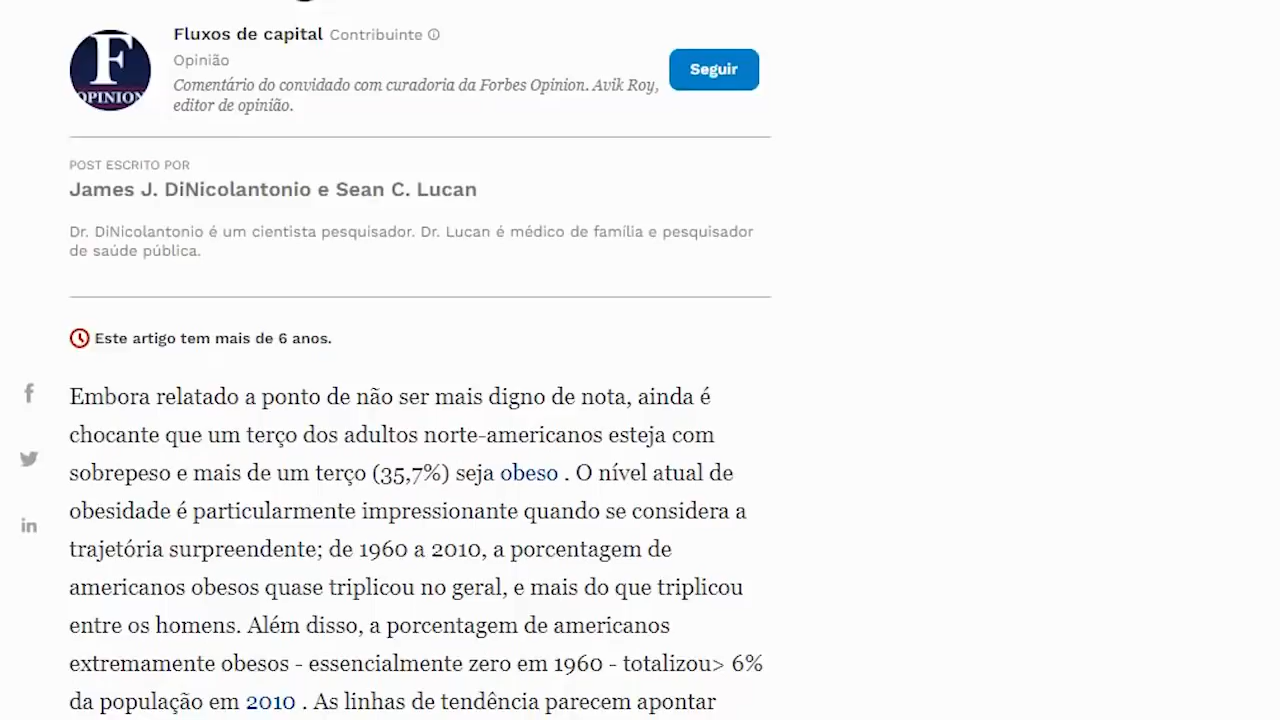 F
OPINION
Fluxos de capital Contribuinte
Opinião
Comentário do convidado com curadoria da Forbes Opinion. Avik Roy,
editor de opinião.
Seguir
POST ESCRITO POR
James J. DiNicolantonio e Sean C. Lucan
Dr. DiNicolantonio é um cientista pesquisador. Dr. Lucan é médico de família e pesquisador
de saúde pública.
Este artigo tem mais de 6 anos.
Embora relatado a ponto de não ser mais digno de nota, ainda é
chocante que um terço dos adultos norte-americanos esteja com
sobrepeso e mais de um terço (35,7%) seja obeso . O nível atual de
obesidade é particularmente impressionante quando se considera a
trajetória surpreendente; de 1960 a 2010, a porcentagem de
americanos obesos quase triplicou no geral, e mais do que triplicou
entre os homens. Além disso, a porcentagem de americanos
extremamente obesos - essencialmente zero em 1960 - totalizou> 6%
da população em 2010 . As linhas de tendência parecem apontar